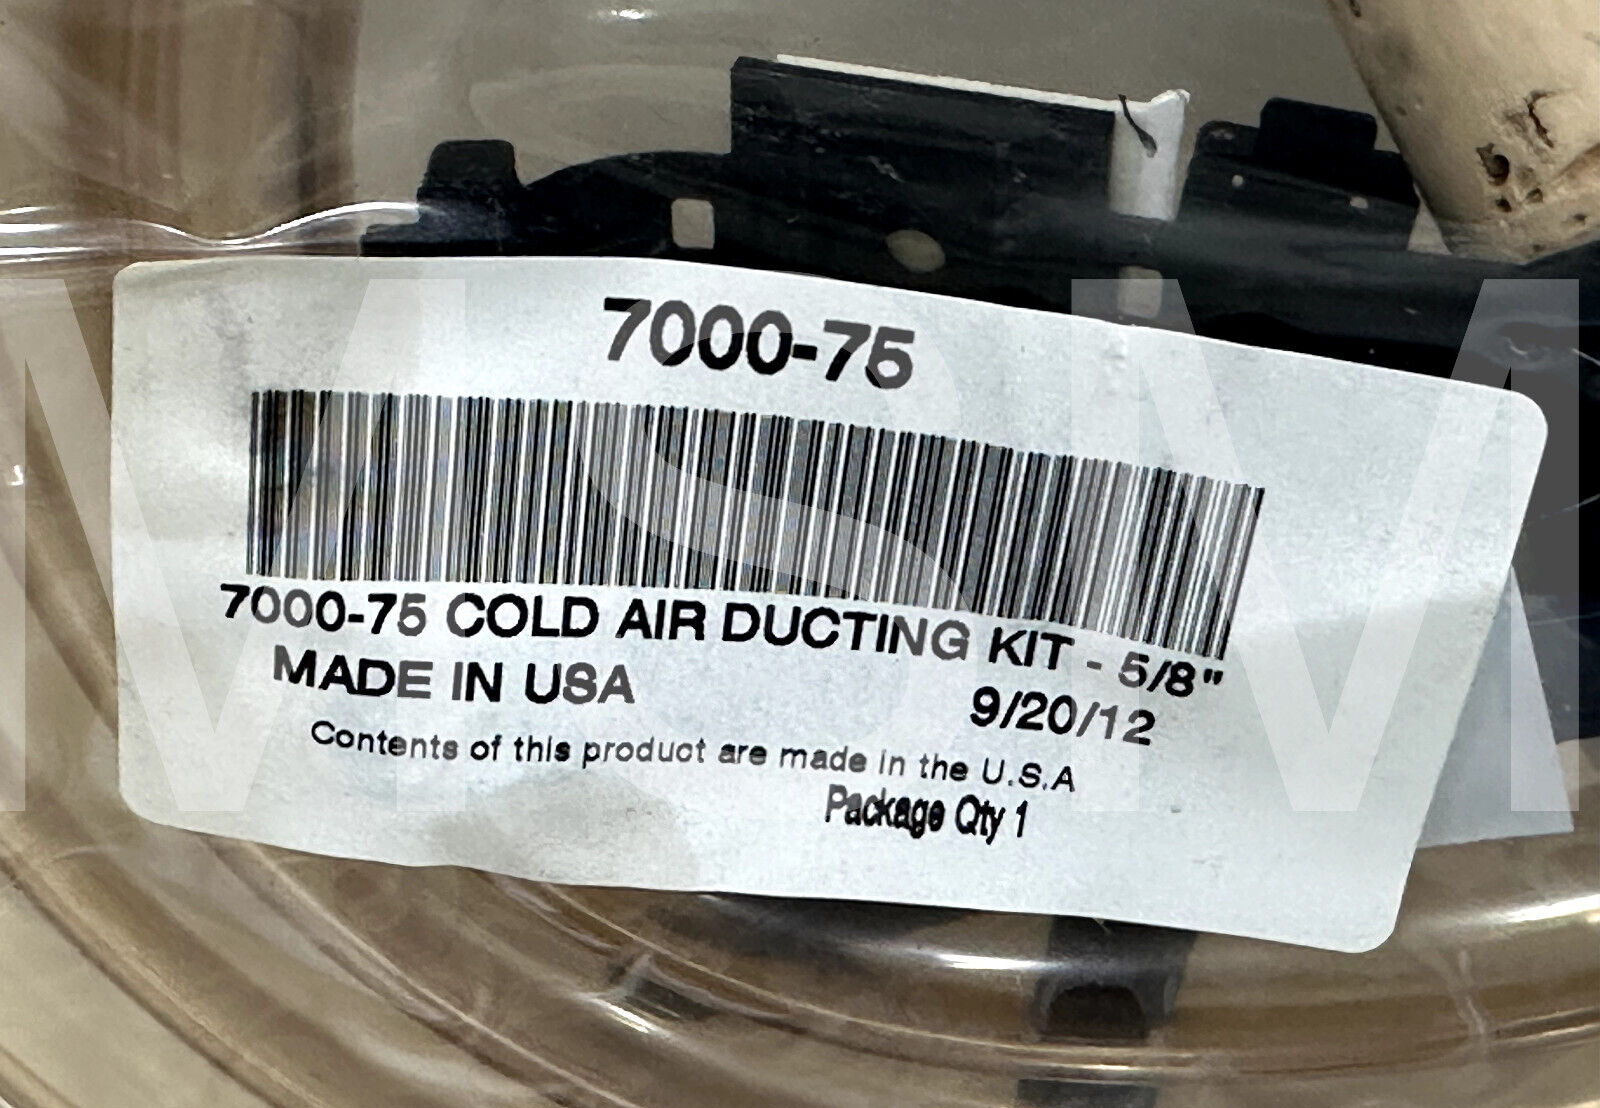 7000-75
7000-75 COLD AIR DUCTING KIT - 5/8"
MADE IN USA 9/20/12
Contents of this product are made in the U.S.A
Package Qty 1
MSM